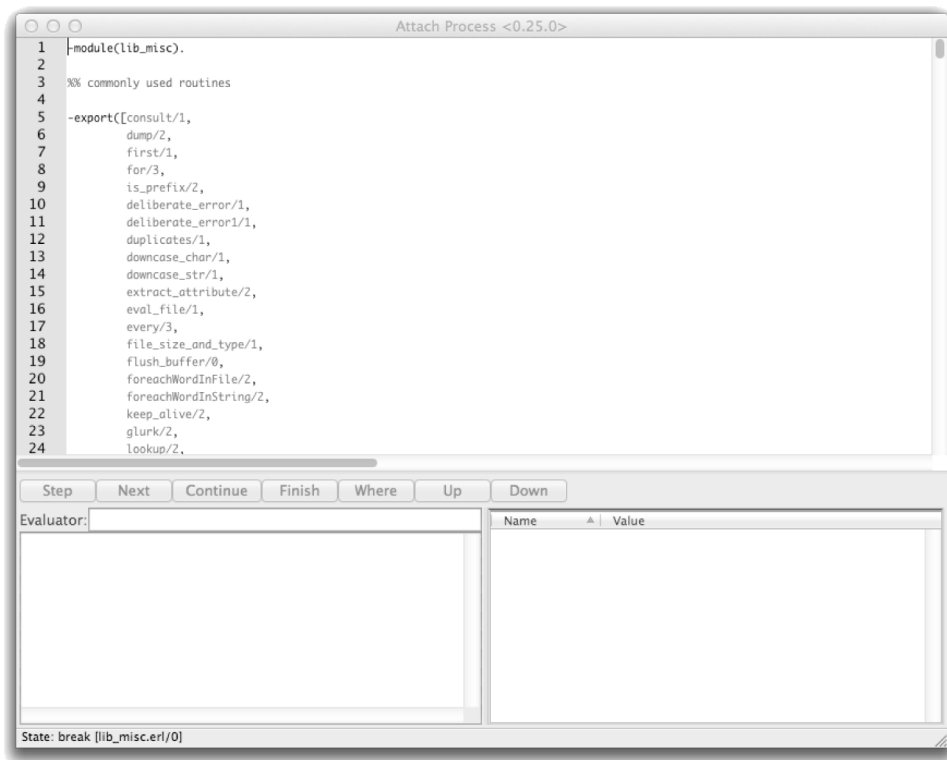 Attach Process <0.25.0>
1 -module(lib_misc).
2
3 %% commonly used routines
4
5 -export([consult/1,
6 dump/2,
7 first/1,
8 for/3,
9 is_prefix/2,
10 deliberate_error/1,
11 deliberate_error1/1,
12 duplicates/1,
13 downcase_char/1,
14 downcase_str/1,
15 extract_attribute/2,
16 eval_file/1,
17 every/3,
18 file_size_and_type/1,
19 flush_buffer/0,
20 foreachWordInFile/2,
21 foreachWordInString/2,
22 keep_alive/2,
23 glurk/2,
24 lookup/2,
Step Next Continue Finish Where Up Down
Evaluator:
Name Value
State: break [lib_misc.erl/0]